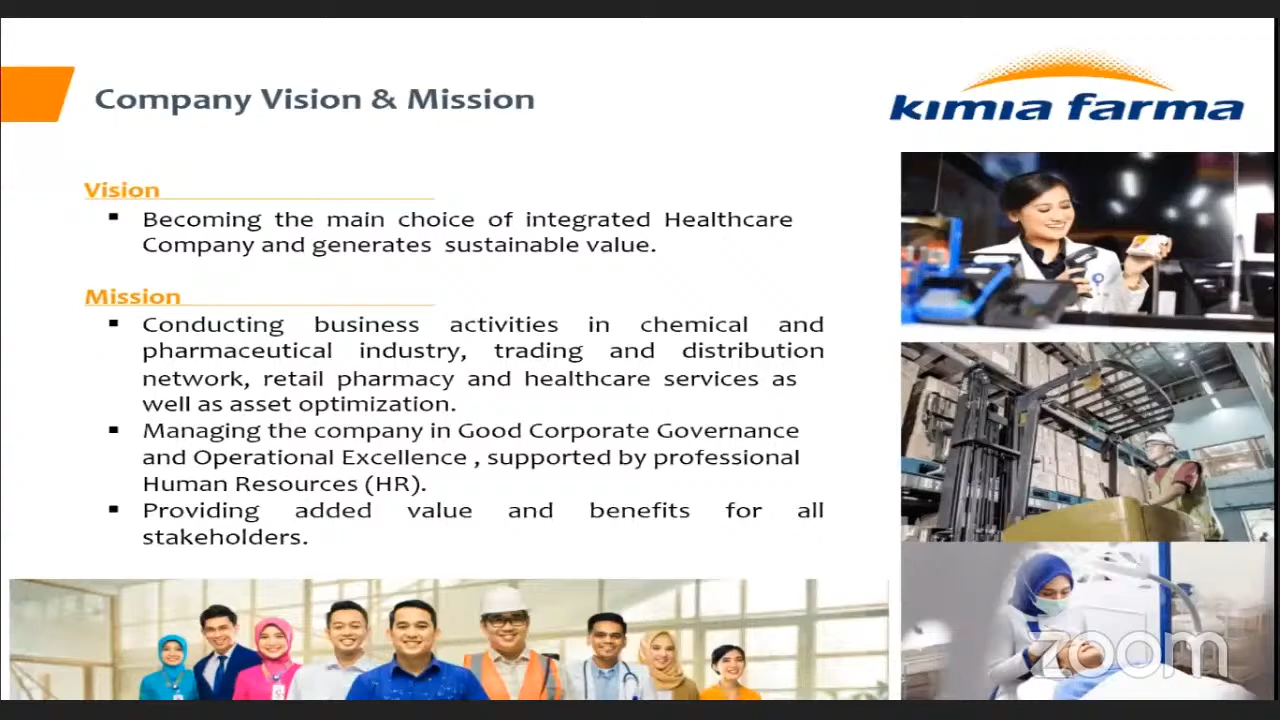 Company Vision & Mission
kimia farma
Vision
▪ Becoming the main choice of integrated Healthcare
Company and generates sustainable value.
Mission
▪ Conducting business activities in chemical and
pharmaceutical industry, trading and distribution
network, retail pharmacy and healthcare services as
well as asset optimization.
▪ Managing the company in Good Corporate Governance
and Operational Excellence , supported by professional
Human Resources (HR).
▪ Providing added value and benefits for all
stakeholders.
zoom